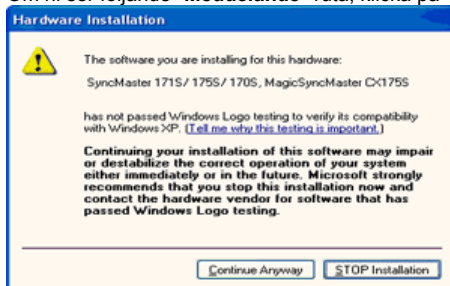 Hardware Installation
The software you are installing for this hardware:
SyncMaster 171S/ 175S/ 170S, MagicSyncMaster CX175S
has not passed Windows Logo testing to verify its compatibility
with Windows XP. (Tell me why this testing is important.)
Continuing your installation of this software may impair
or destabilize the correct operation of your system
either immediately or in the future. Microsoft strongly
recommends that you stop this installation now and
contact the hardware vendor for software that has
passed Windows Logo testing.
Continue Anyway STOP Installation